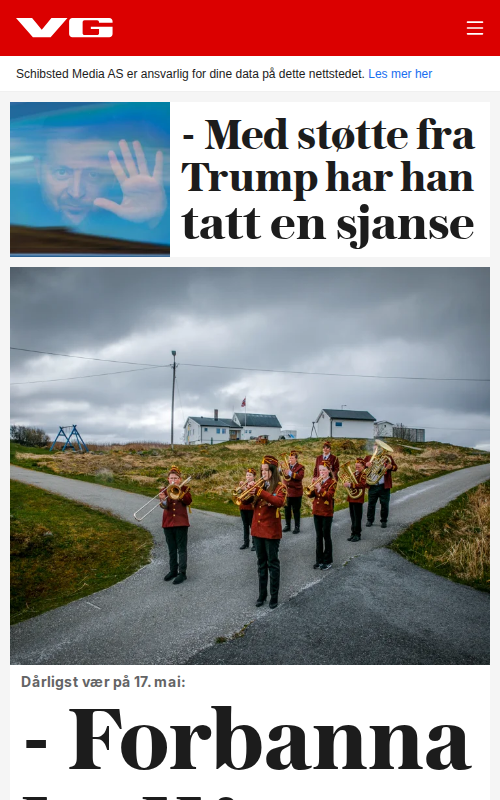 VG
Schibsted Media AS er ansvarlig for dine data på dette nettstedet. Les mer her
- Med støtte fra
Trump har han
tatt en sjanse
Dårligst vær på 17. mai:
- Forbanna